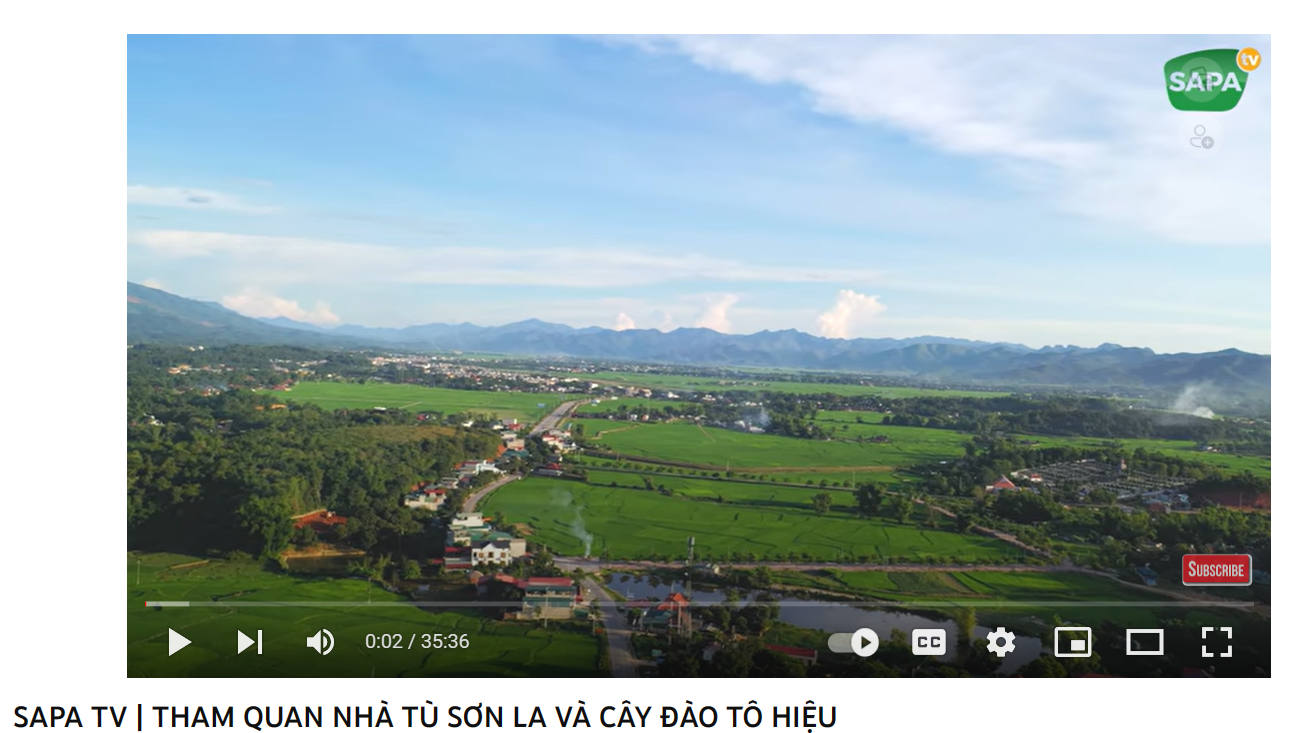 SAPA tv
SUBSCRIBE
0:02 / 35:36
CC
SAPA TV | THAM QUAN NHÀ TÙ SƠN LA VÀ CÂY ĐÀO TÔ HIỆU